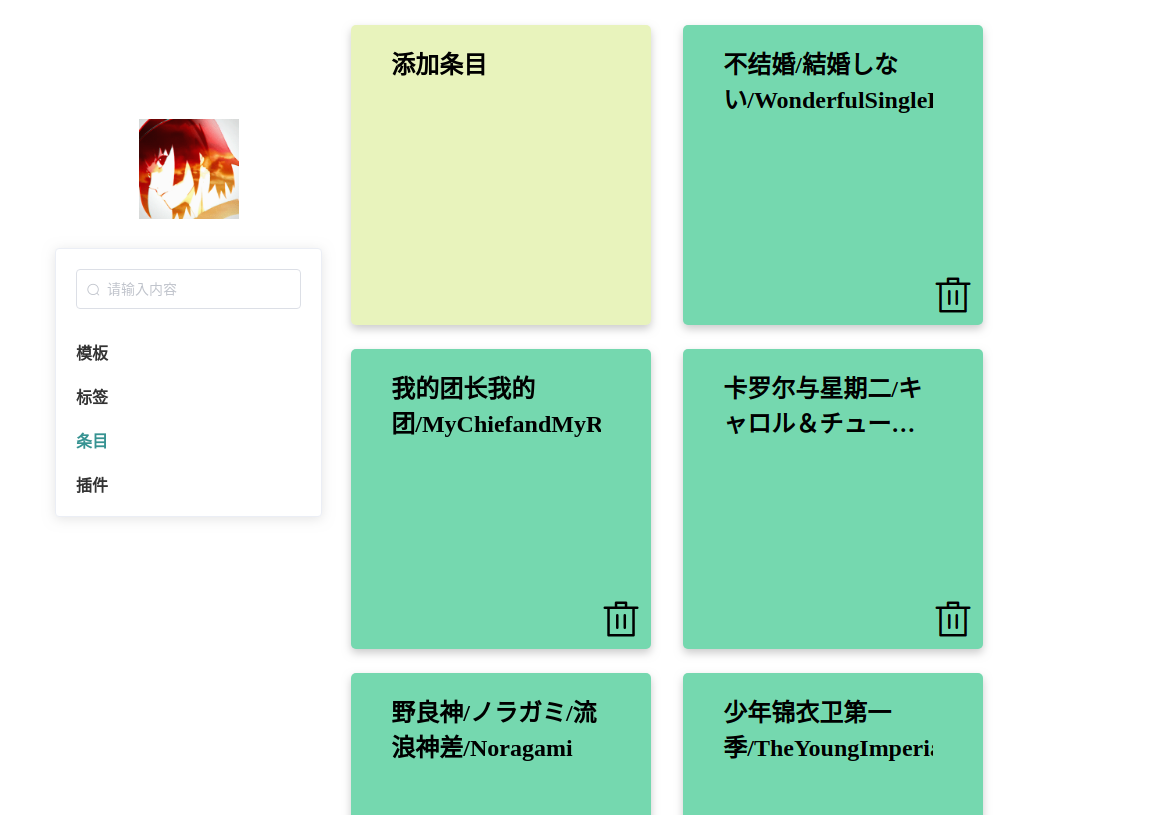 请输入内容
模板
标签
条目
插件
添加条目
不结婚/結婚しな
い/WonderfulSingle
我的团长我的
团/MyChiefandMyR
卡罗尔与星期二/キ
ャロル＆チュー…
野良神/ノラガミ/流
浪神差/Noragami
少年锦衣卫第一
季/TheYoungImperi